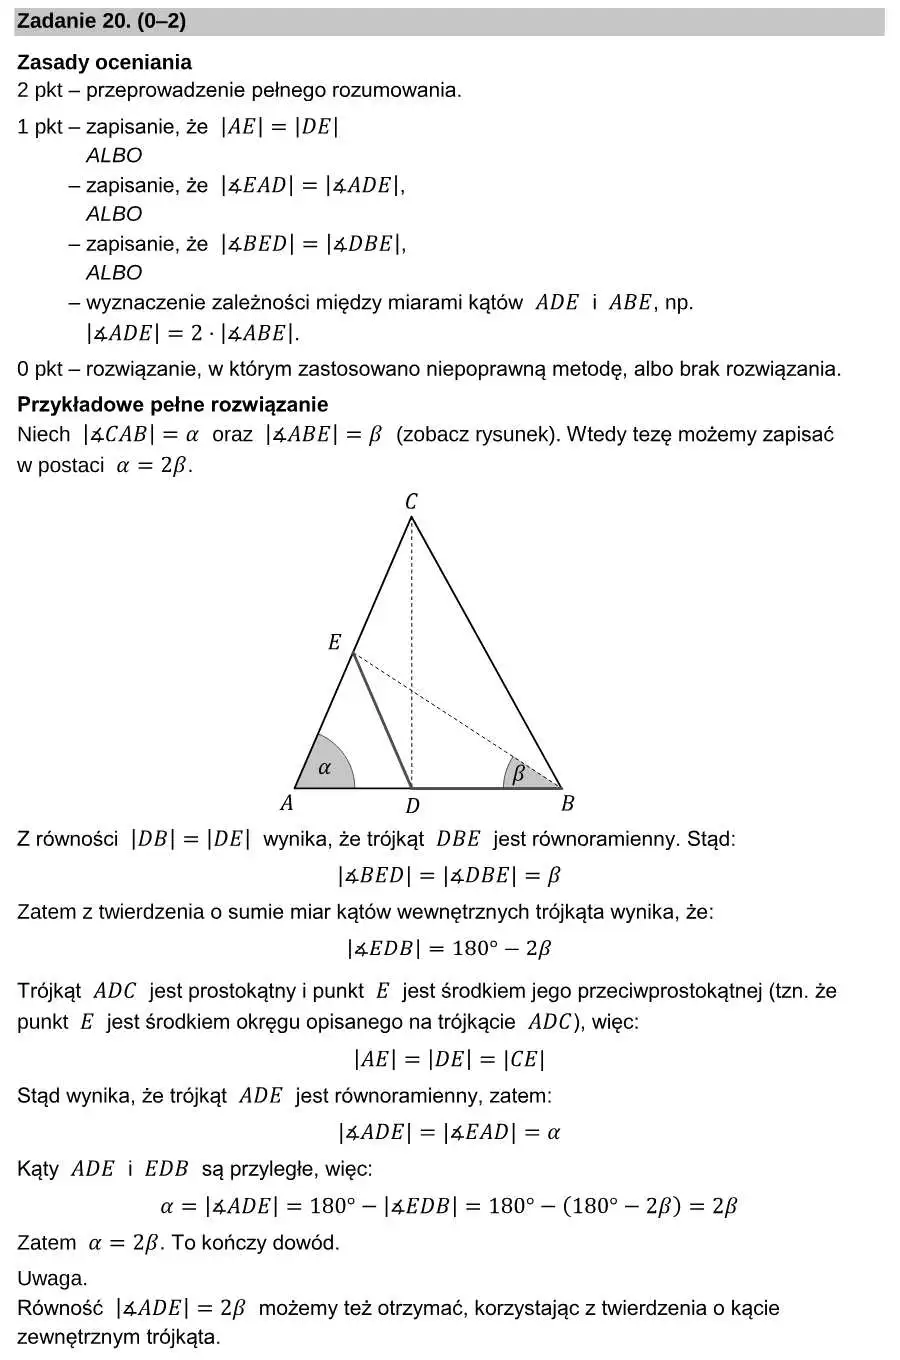 Zadanie 20. (0–2)
Zasady oceniania
2 pkt – przeprowadzenie pełnego rozumowania.
1 pkt – zapisanie, że |AE| = |DE|
ALBO
– zapisanie, że |∡EAD| = |∡ADE|,
ALBO
– zapisanie, że |∡BED| = |∡DBE|,
ALBO
– wyznaczenie zależności między miarami kątów ADE i ABE, np.
|∡ADE| = 2 · |∡ABE|.
0 pkt – rozwiązanie, w którym zastosowano niepoprawną metodę, albo brak rozwiązania.
Przykładowe pełne rozwiązanie
Niech |∡CAB| = α oraz |∡ABE| = β (zobacz rysunek). Wtedy tezę możemy zapisać
w postaci α = 2β.
C
E
α
β
A
D
B
Z równości |DB| = |DE| wynika, że trójkąt DBE jest równoramienny. Stąd:
|∡BED| = |∡DBE| = β
Zatem z twierdzenia o sumie miar kątów wewnętrznych trójkąta wynika, że:
|∡EDB| = 180° − 2β
Trójkąt ADC jest prostokątny i punkt E jest środkiem jego przeciwprostokątnej (tzn. że
punkt E jest środkiem okręgu opisanego na trójkącie ADC), więc:
|AE| = |DE| = |CE|
Stąd wynika, że trójkąt ADE jest równoramienny, zatem:
|∡ADE| = |∡EAD| = α
Kąty ADE i EDB są przyległe, więc:
α = |∡ADE| = 180° − |∡EDB| = 180° − (180° − 2β) = 2β
Zatem α = 2β. To kończy dowód.
Uwaga.
Równość |∡ADE| = 2β możemy też otrzymać, korzystając z twierdzenia o kącie
zewnętrznym trójkąta.